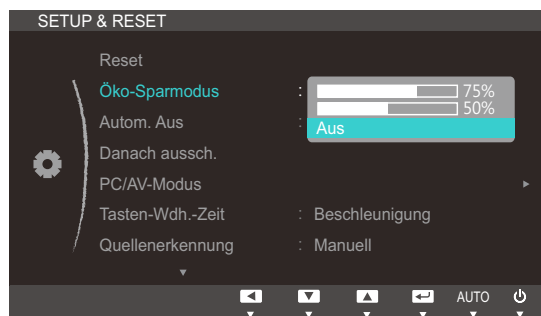 SETUP & RESET
Reset
Öko-Sparmodus :
75%
50%
Aus
Autom. Aus :
Danach aussch.
PC/AV-Modus
Tasten-Wdh.-Zeit : Beschleunigung
Quellenerkennung : Manuell
AUTO